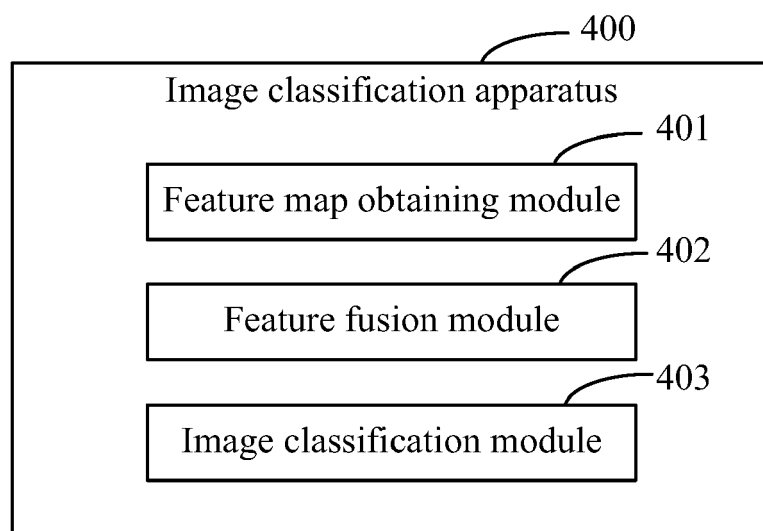 400
Image classification apparatus
401
Feature map obtaining module
402
Feature fusion module
403
Image classification module